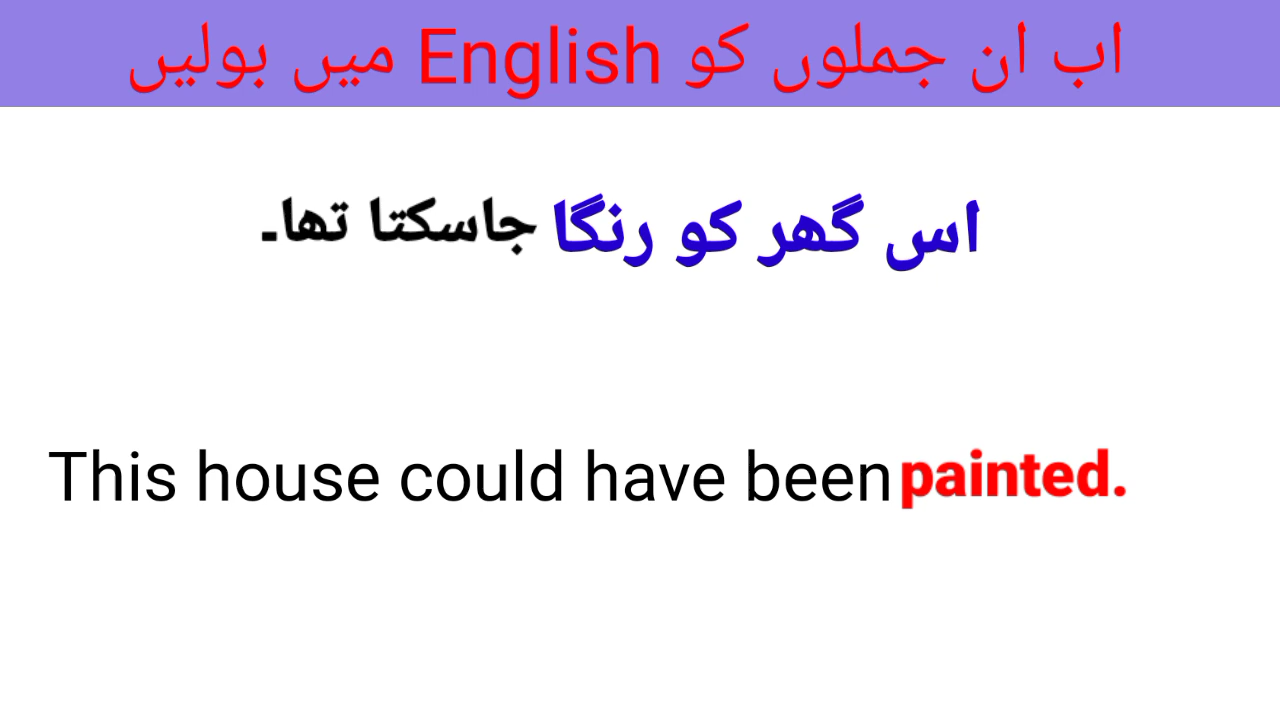 اب ان جملوں کو English میں بولیں
اس گھر کو رنگا جاسکتا تھا۔
This house could have been painted.